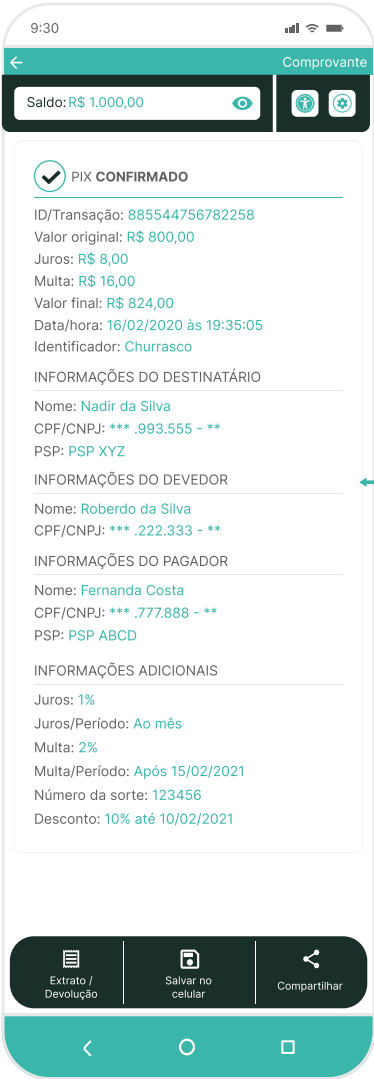 9:30
Comprovante
Saldo: R$ 1.000,00
PIX CONFIRMADO
ID/Transação: 885544756782258
Valor original: R$ 800,00
Juros: R$ 8,00
Multa: R$ 16,00
Valor final: R$ 824,00
Data/hora: 16/02/2020 às 19:35:05
Identificador: Churrasco
INFORMAÇÕES DO DESTINATÁRIO
Nome: Nadir da Silva
CPF/CNPJ: *** .993.555 - **
PSP: PSP XYZ
INFORMAÇÕES DO DEVEDOR
Nome: Roberdo da Silva
CPF/CNPJ: *** .222.333 - **
INFORMAÇÕES DO PAGADOR
Nome: Fernanda Costa
CPF/CNPJ: *** .777.888 - **
PSP: PSP ABCD
INFORMAÇÕES ADICIONAIS
Juros: 1%
Juros/Período: Ao mês
Multa: 2%
Multa/Período: Após 15/02/2021
Número da sorte: 123456
Desconto: 10% até 10/02/2021
Extrato /
Devolução
Salvar no
celular
Compartilhar